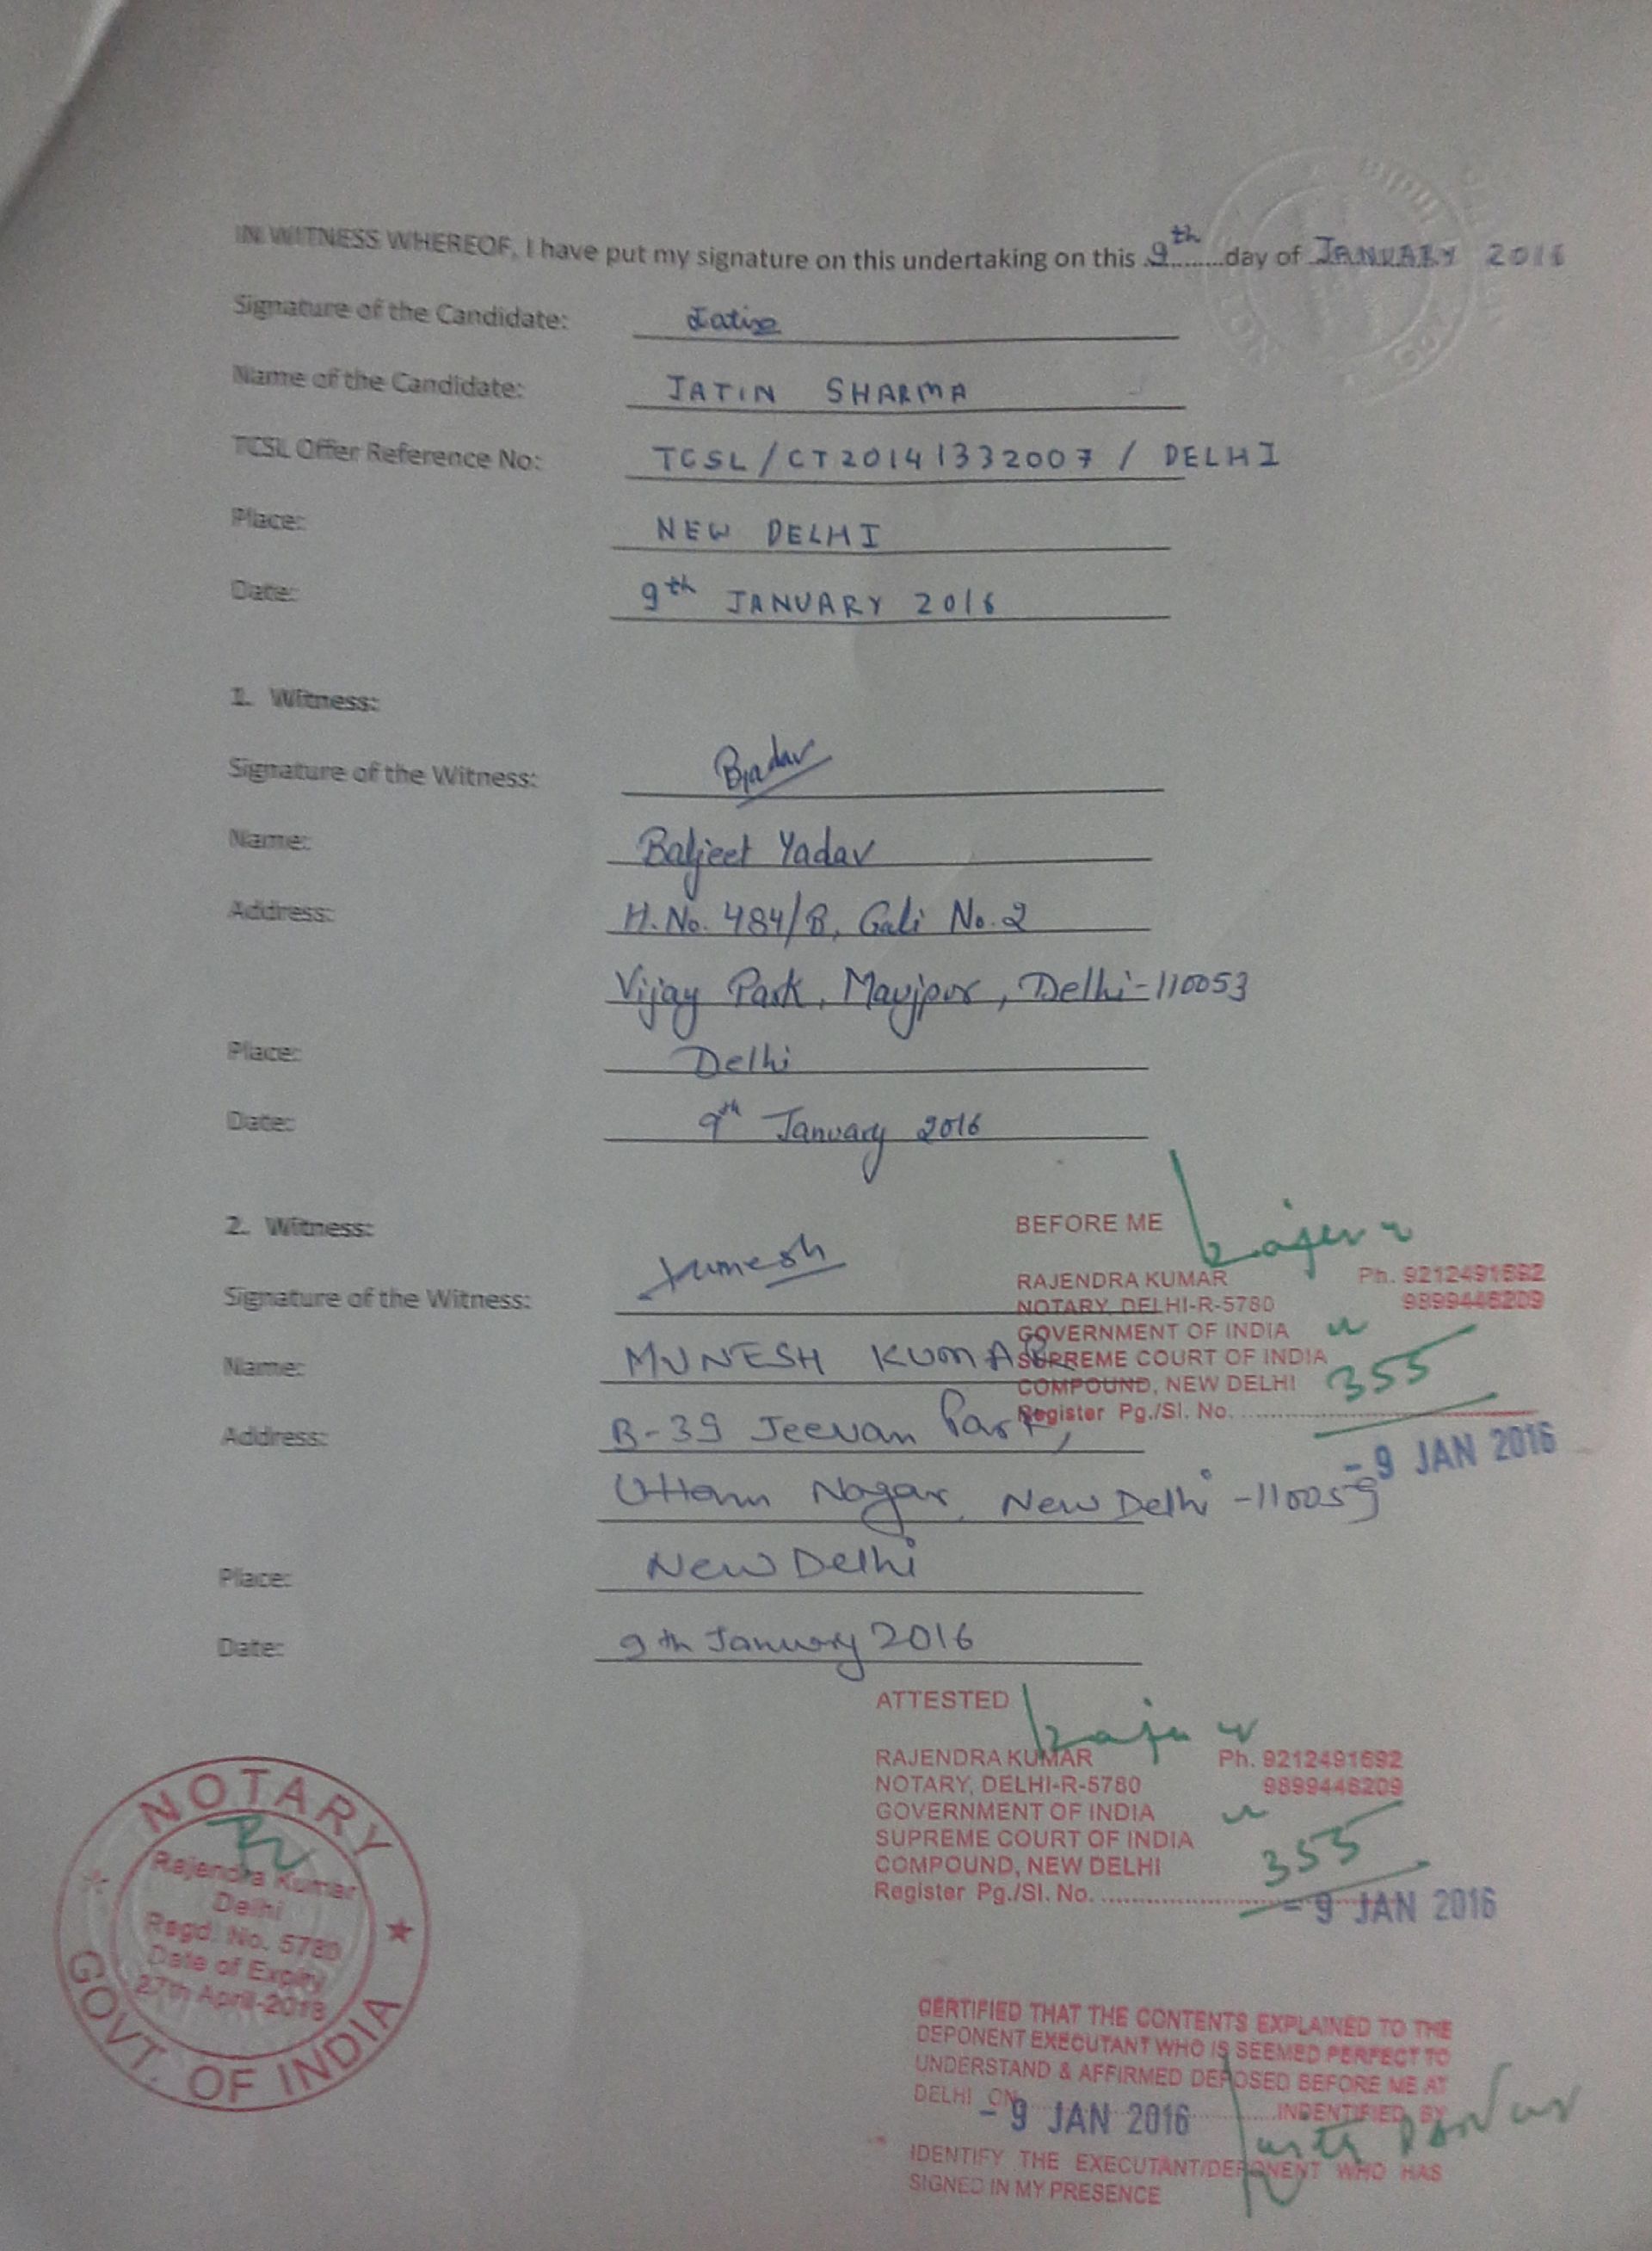 IN WITNESS WHEREOF, I have put my signature on this undertaking on this 9th........day of JANUARY 2016
Signature of the Candidate: Jatin
Name of the Candidate: JATIN SHARMA
TCSL Offer Reference No: TCSL/CT20141332007 / DELHI
Place: NEW DELHI
Date: 9th JANUARY 2016
1. Witness:
Signature of the Witness:
Name: Baljeet Yadav
Address: H.No. 484/B, Gali No. 2
Vijay Park, Maujpur, Delhi-110053
Place: Delhi
Date: 9th January 2016
2. Witness:
Signature of the Witness:
Name: MUNESH KUMAR
Address: B-39 Jeevan Park,
Uttam Nagar, New Delhi -110059
Place: New Delhi
Date: 9th January 2016
BEFORE ME
RAJENDRA KUMAR Ph. 9212491692
NOTARY, DELHI-R-5780 9899446209
GOVERNMENT OF INDIA
SUPREME COURT OF INDIA
COMPOUND, NEW DELHI
Register Pg./Sl. No. 355
- 9 JAN 2016
ATTESTED
RAJENDRA KUMAR Ph. 9212491692
NOTARY, DELHI-R-5780 9899446209
GOVERNMENT OF INDIA
SUPREME COURT OF INDIA
COMPOUND, NEW DELHI
Register Pg./Sl. No. 355
- 9 JAN 2016
NOTARY
Rajendra Kumar
Delhi
Regd. No. 5780
Date of Expiry
27th April-2018
GOVT. OF INDIA
CERTIFIED THAT THE CONTENTS EXPLAINED TO THE
DEPONENT EXECUTANT WHO IS SEEMED PERFECT TO
UNDERSTAND & AFFIRMED DEPOSED BEFORE ME AT
DELHI ON - 9 JAN 2016 INDENTIFIED BY
IDENTIFY THE EXECUTANT/DEPONENT WHO HAS
SIGNED IN MY PRESENCE